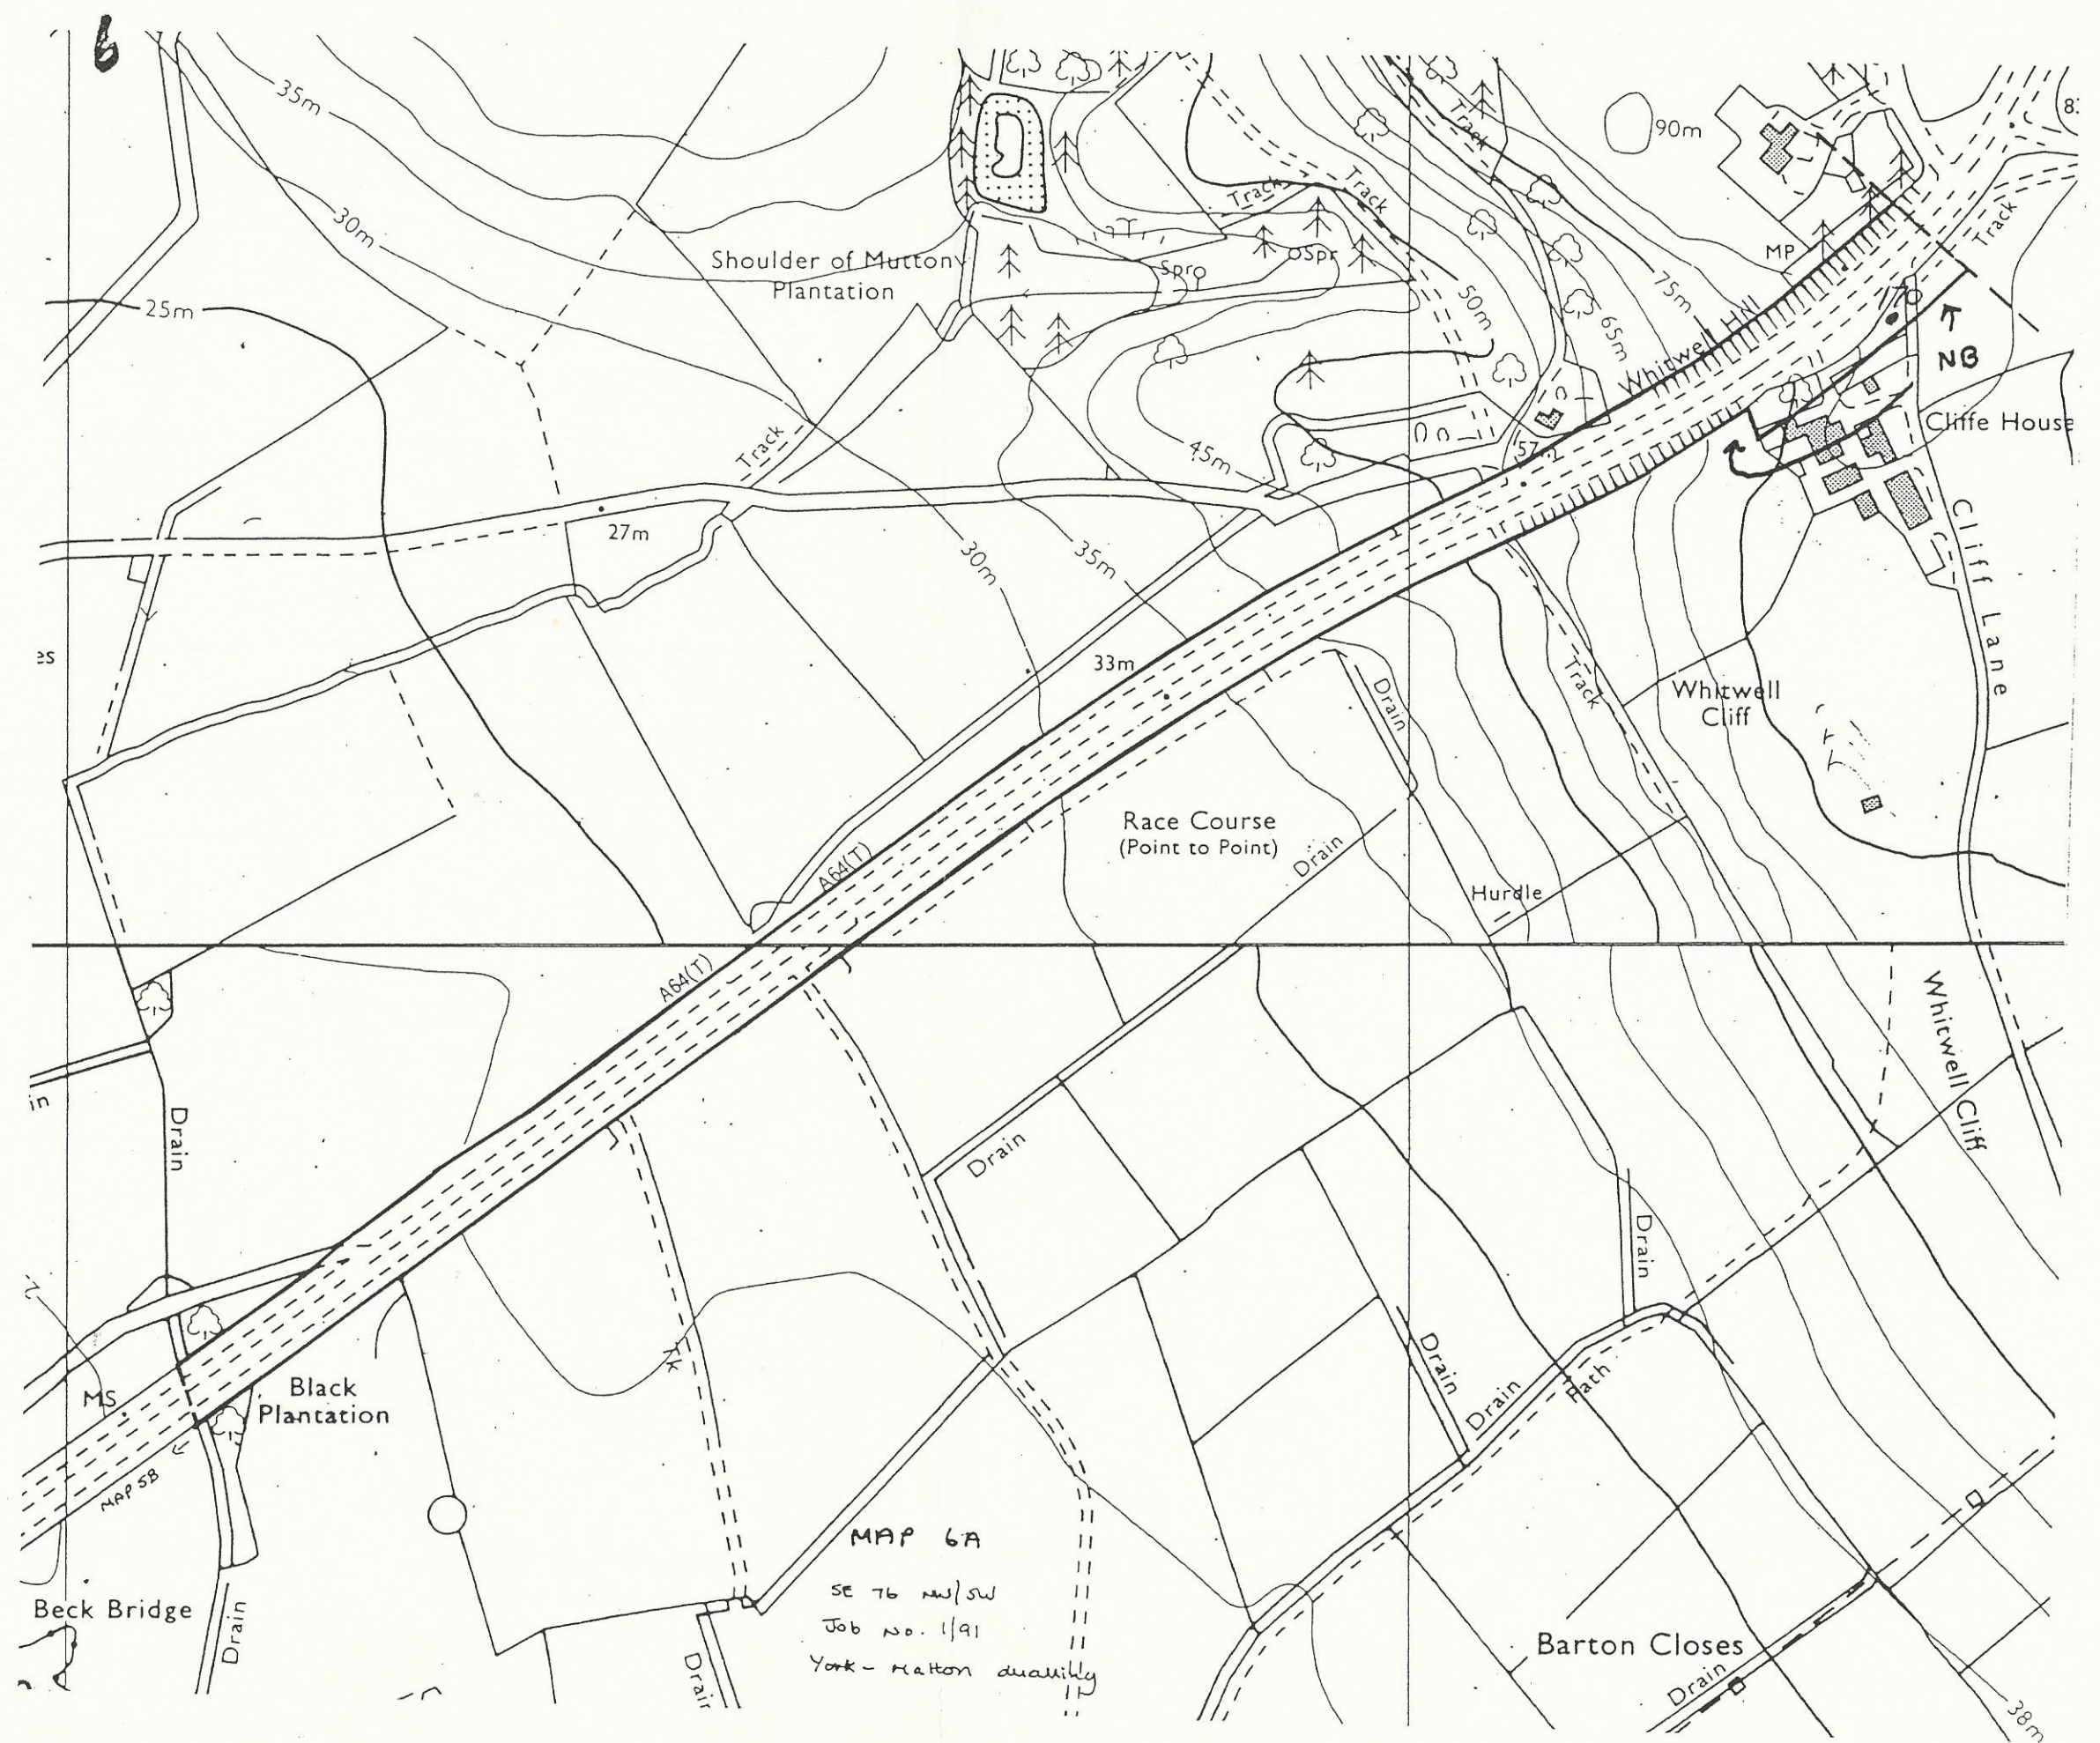 6
35m
90m
Track
Track
Track
30m
Shoulder of Mutton
Plantation
Spr
Spr
MP
Track
25m
50m
75m
65m
Whitwell Hill
170
NB
Cliffe House
Track
45m
27m
30m
35m
Cliff Lane
es
33m
Drain
Track
Whitwell
Cliff
A64(T)
Race Course
(Point to Point)
Drain
Hurdle
A64(T)
Whitwell Cliff
Drain
Drain
Drain
Tk
Drain
Drain
Path
MS
Black
Plantation
MAP 5B
MAP 6A
SE 76 NW/SW
Job No. 1/91
York - Malton dualling
Beck Bridge
Drain
Drain
Barton Closes
Drain
38m